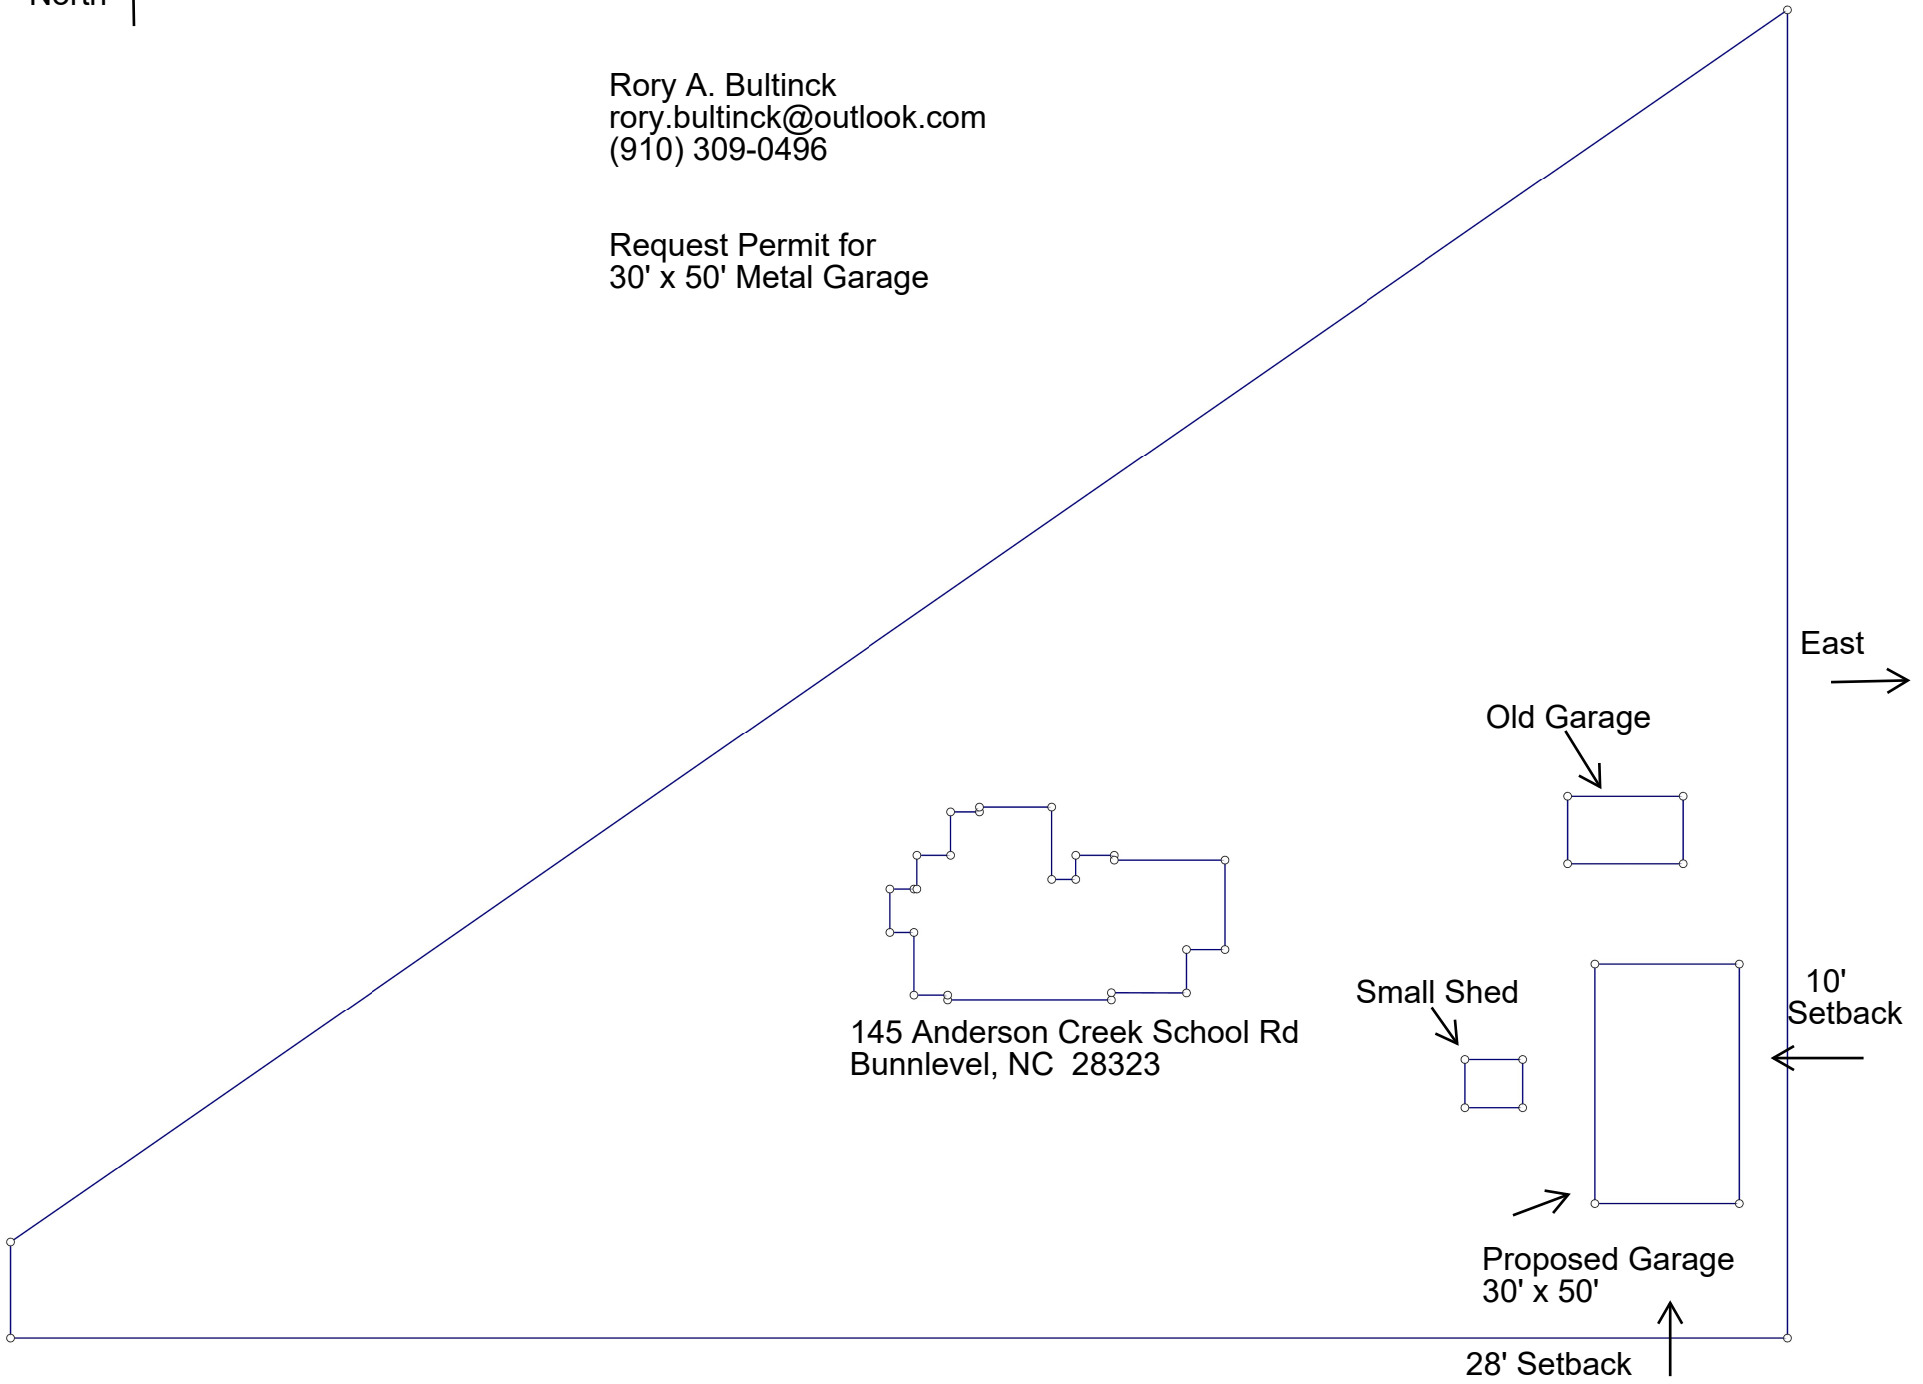 North
Rory A. Bultinck
rory.bultinck@outlook.com
(910) 309-0496
Request Permit for
30' x 50' Metal Garage
East
Old Garage
10'
Setback
Small Shed
145 Anderson Creek School Rd
Bunnlevel, NC  28323
Proposed Garage
30' x 50'
28' Setback